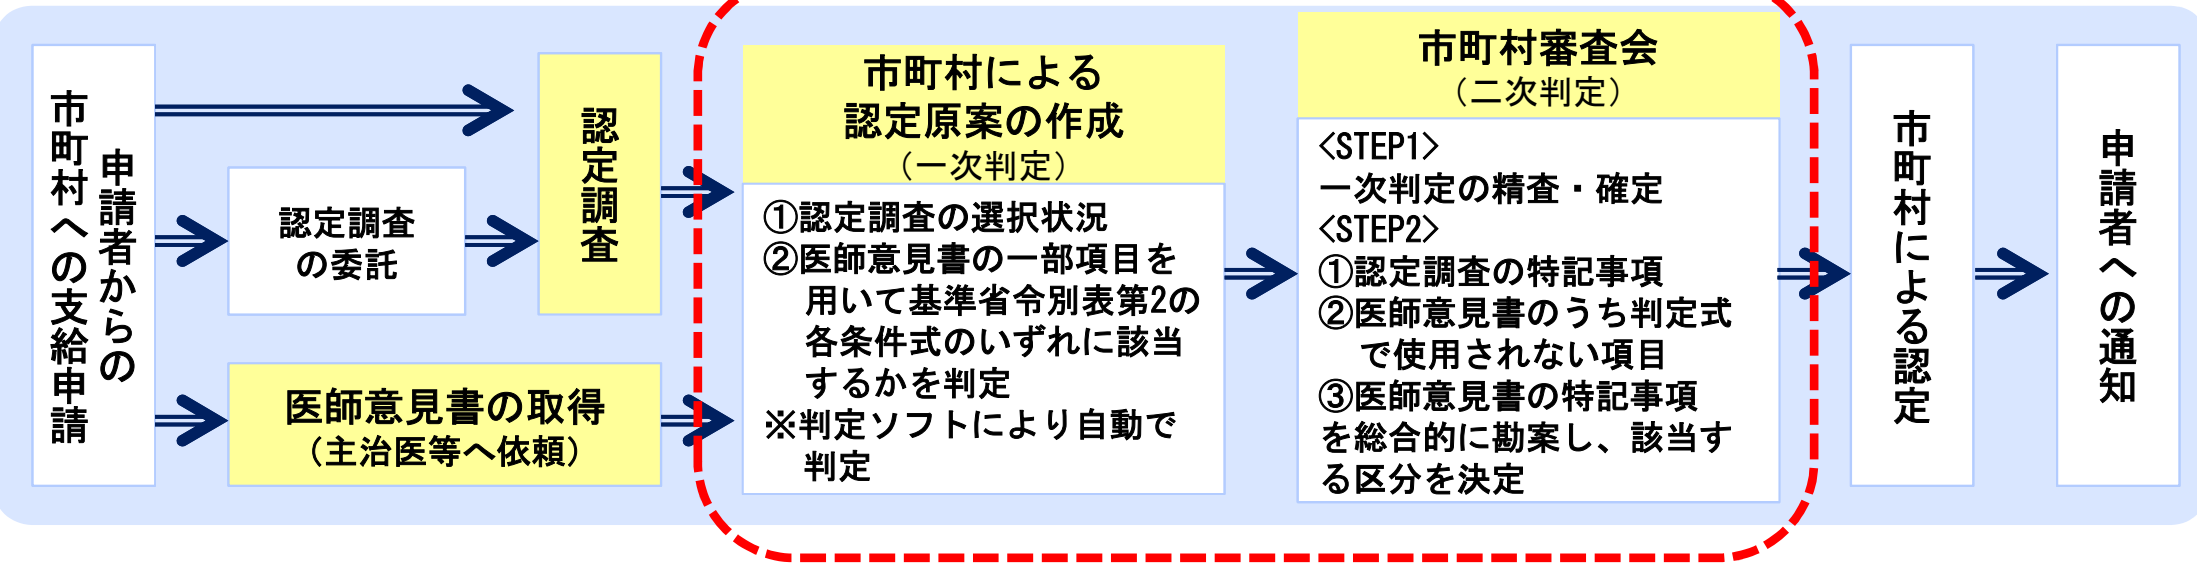 申請者からの
市町村への支給申請
認定調査
の委託
認定調査
医師意見書の取得
（主治医等へ依頼）
市町村による
認定原案の作成
（一次判定）
①認定調査の選択状況
②医師意見書の一部項目を
用いて基準省令別表第2の
各条件式のいずれに該当
するかを判定
※判定ソフトにより自動で
判定
市町村審査会
（二次判定）
<STEP1>
一次判定の精査・確定
<STEP2>
①認定調査の特記事項
②医師意見書のうち判定式
で使用されない項目
③医師意見書の特記事項
を総合的に勘案し、該当す
る区分を決定
市町村による認定
申請者への通知